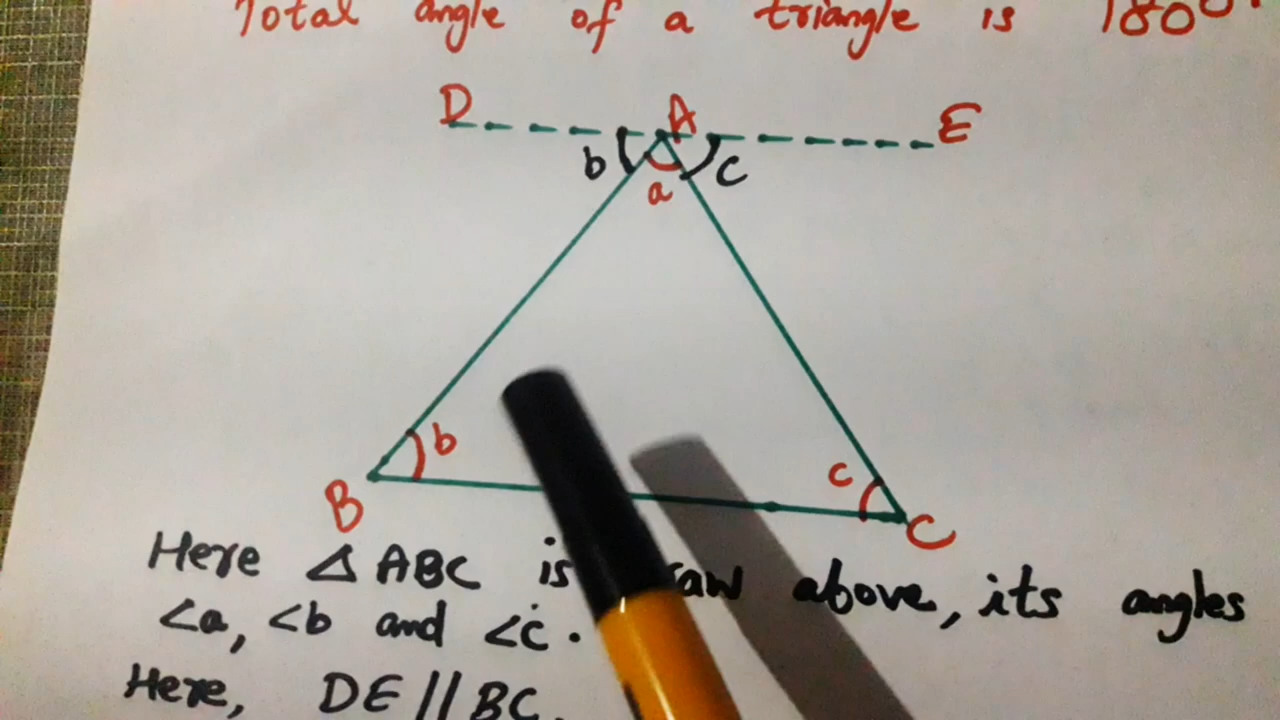 Total angle of a triangle is 180°.
D A E
b a c
b c
B C
Here △ ABC is above, its angles
∠a, ∠b and ∠c.
Here, DE || BC.